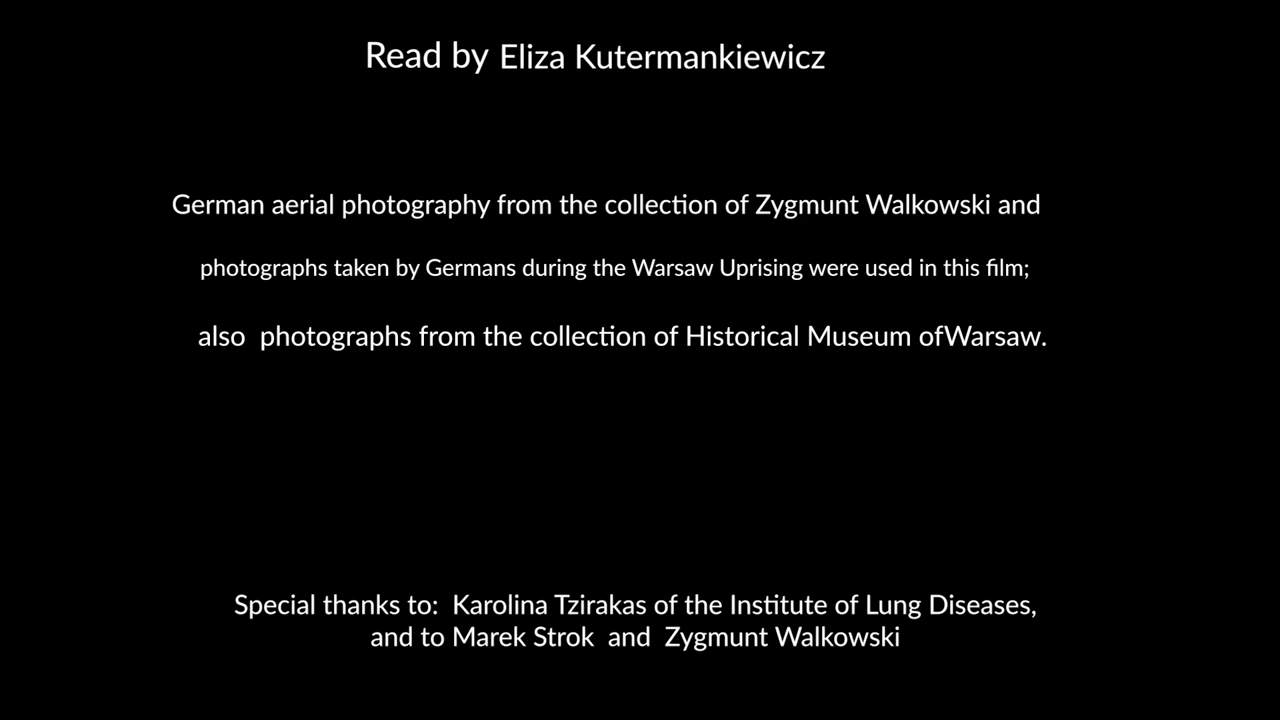 Read by Eliza Kutermankiewicz
German aerial photography from the collection of Zygmunt Walkowski and
photographs taken by Germans during the Warsaw Uprising were used in this film;
also photographs from the collection of Historical Museum ofWarsaw.
Special thanks to: Karolina Tzirakas of the Institute of Lung Diseases,
and to Marek Strok and Zygmunt Walkowski